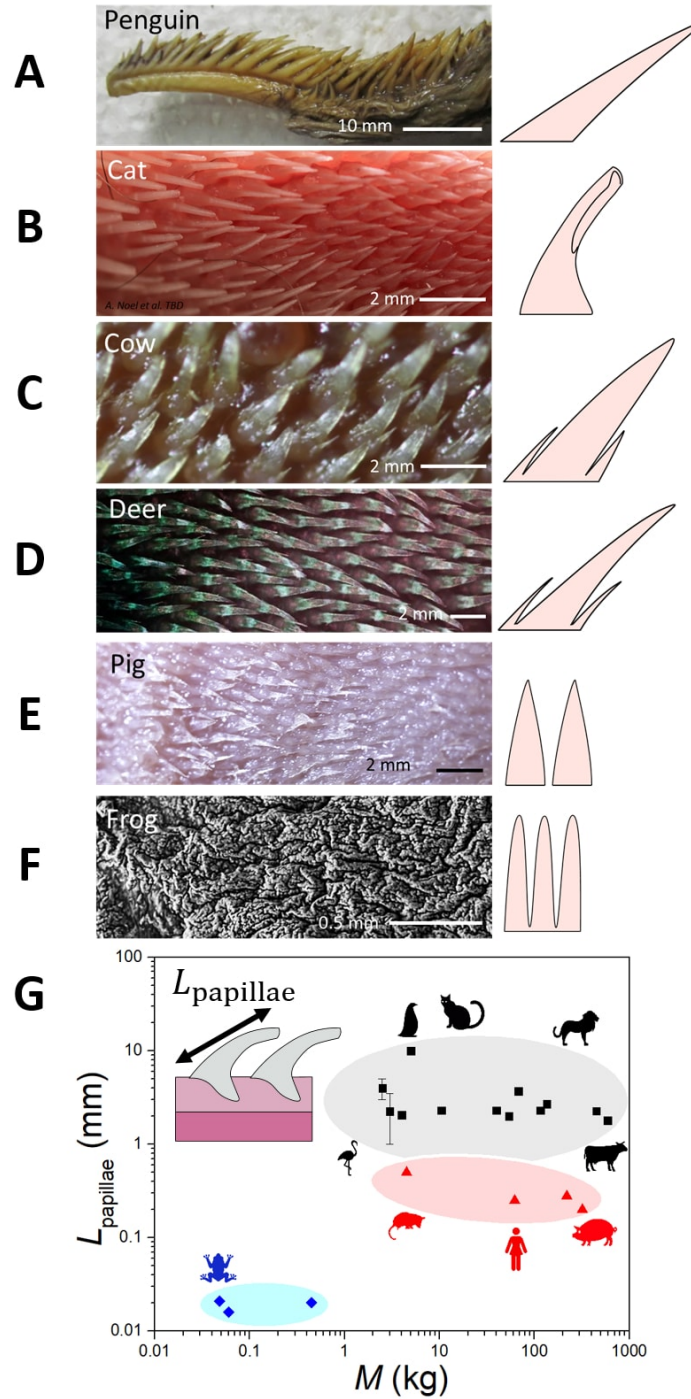 A
Penguin
10 mm
B
Cat
A. Noel et al. TBD
2 mm
C
Cow
2 mm
D
Deer
2 mm
E
Pig
2 mm
F
Frog
0.5 mm
G
L_papillae
100
10
1
0.1
0.01
L_papillae (mm)
0.01
0.1
1
10
100
1000
M (kg)